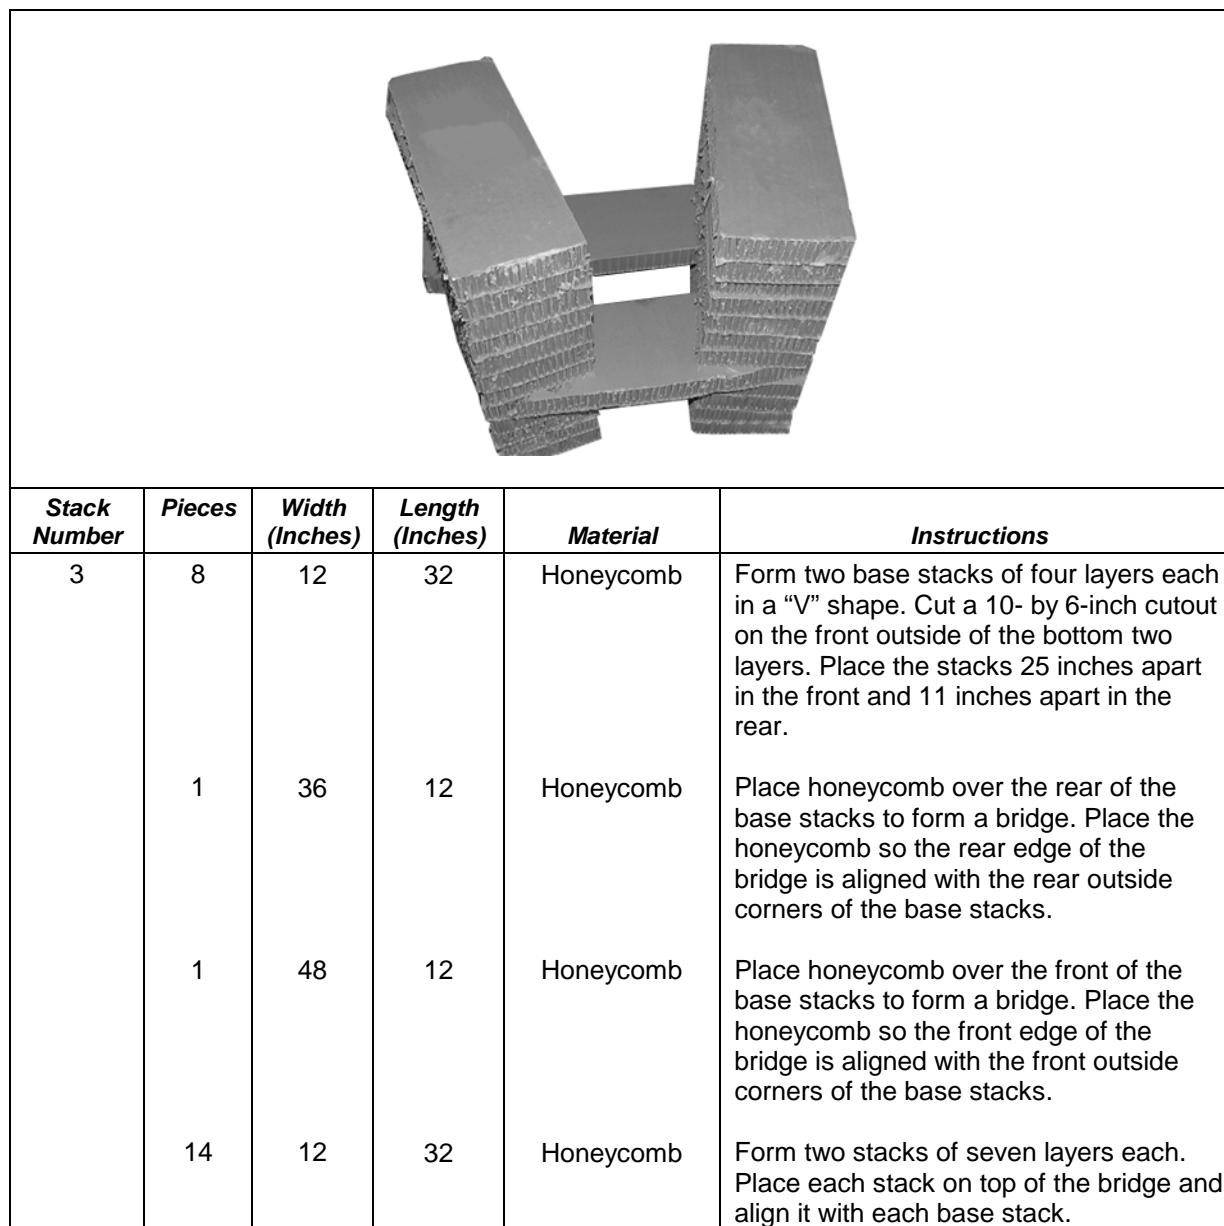 Stack Number Pieces Width (Inches) Length (Inches) Material Instructions
3 8 12 32 Honeycomb Form two base stacks of four layers each
in a “V” shape. Cut a 10- by 6-inch cutout
on the front outside of the bottom two
layers. Place the stacks 25 inches apart
in the front and 11 inches apart in the
rear.
1 36 12 Honeycomb Place honeycomb over the rear of the
base stacks to form a bridge. Place the
honeycomb so the rear edge of the
bridge is aligned with the rear outside
corners of the base stacks.
1 48 12 Honeycomb Place honeycomb over the front of the
base stacks to form a bridge. Place the
honeycomb so the front edge of the
bridge is aligned with the front outside
corners of the base stacks.
14 12 32 Honeycomb Form two stacks of seven layers each.
Place each stack on top of the bridge and
align it with each base stack.